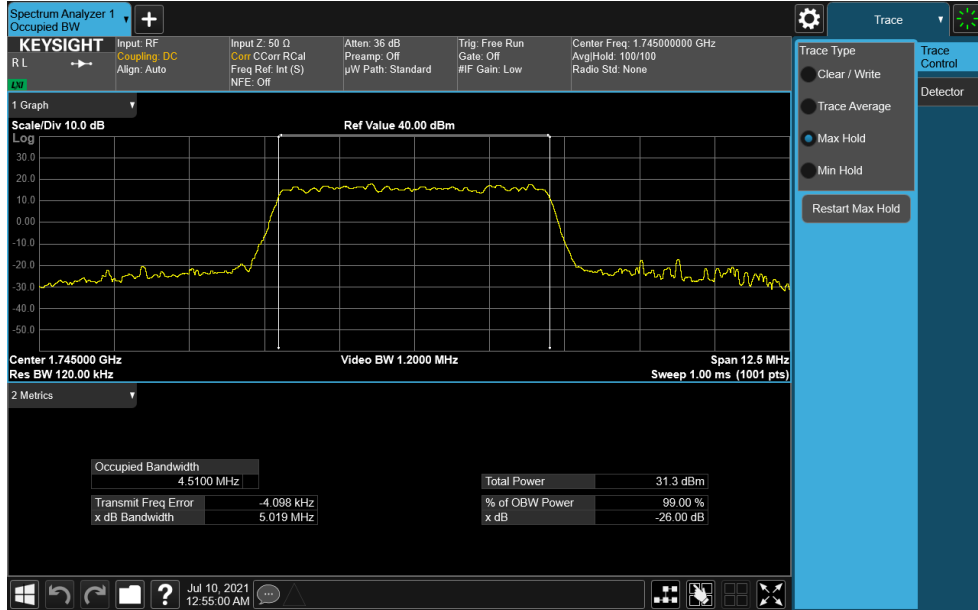 Spectrum Analyzer 1
Occupied BW
Trace
KEYSIGHT
R L
LXI
Input: RF
Coupling: DC
Align: Auto
Input Z: 50 Ω
Corr CCorr RCal
Freq Ref: Int (S)
NFE: Off
Atten: 36 dB
Preamp: Off
µW Path: Standard
Trig: Free Run
Gate: Off
#IF Gain: Low
Center Freq: 1.745000000 GHz
Avg|Hold: 100/100
Radio Std: None
Trace Type
Clear / Write
Trace Average
Max Hold
Min Hold
Restart Max Hold
Trace
Control
Detector
1 Graph
Scale/Div 10.0 dB
Ref Value 40.00 dBm
Log
30.0
20.0
10.0
0.00
-10.0
-20.0
-30.0
-40.0
-50.0
Center 1.745000 GHz
Video BW 1.2000 MHz
Span 12.5 MHz
Res BW 120.00 kHz
Sweep 1.00 ms (1001 pts)
2 Metrics
Occupied Bandwidth
4.5100 MHz
Total Power 31.3 dBm
Transmit Freq Error -4.098 kHz
% of OBW Power 99.00 %
x dB Bandwidth 5.019 MHz
x dB -26.00 dB
Jul 10, 2021
12:55:00 AM